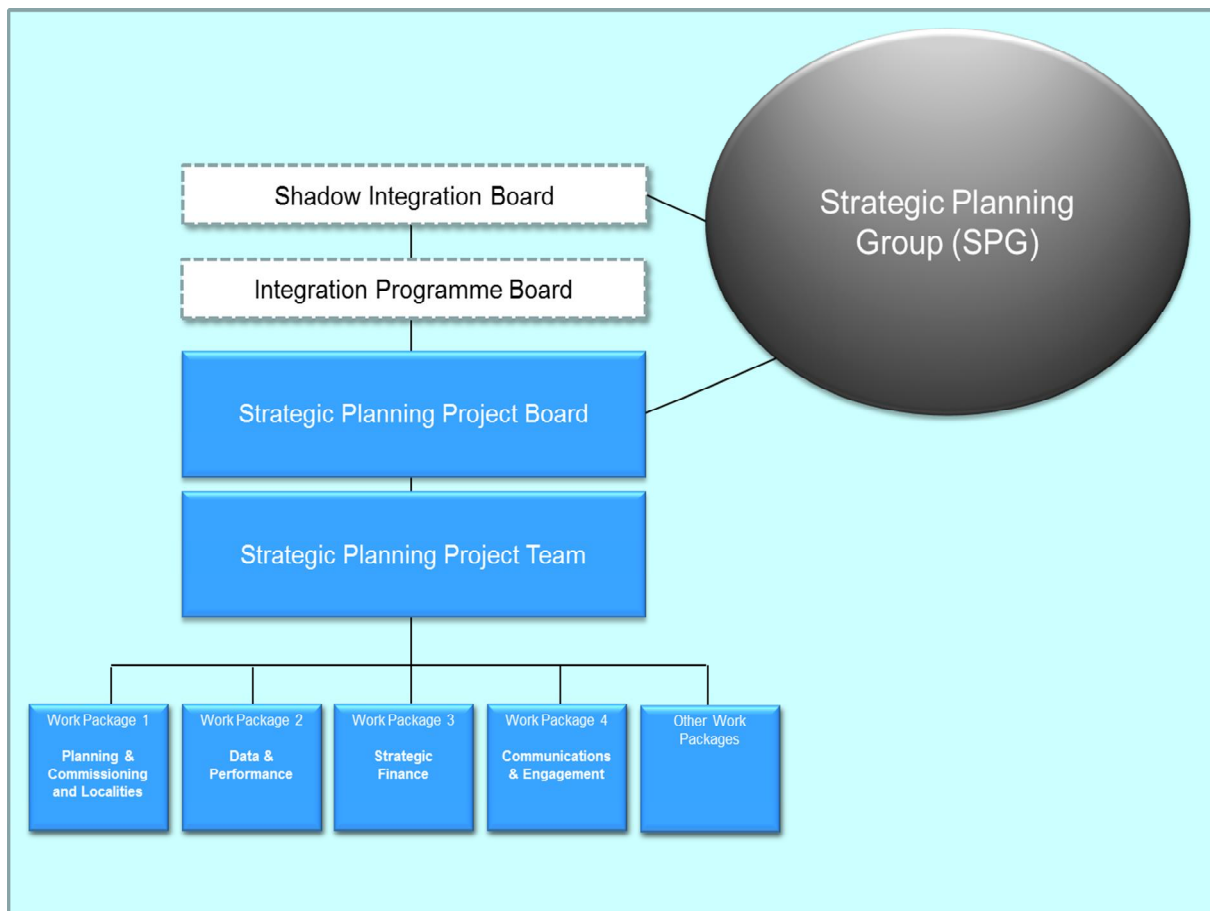 Shadow Integration Board
Strategic Planning
Group (SPG)
Integration Programme Board
Strategic Planning Project Board
Strategic Planning Project Team
Work Package 1
Planning &
Commissioning
and Localities
Work Package 2
Data &
Performance
Work Package 3
Strategic
Finance
Work Package 4
Communications
& Engagement
Other Work
Packages